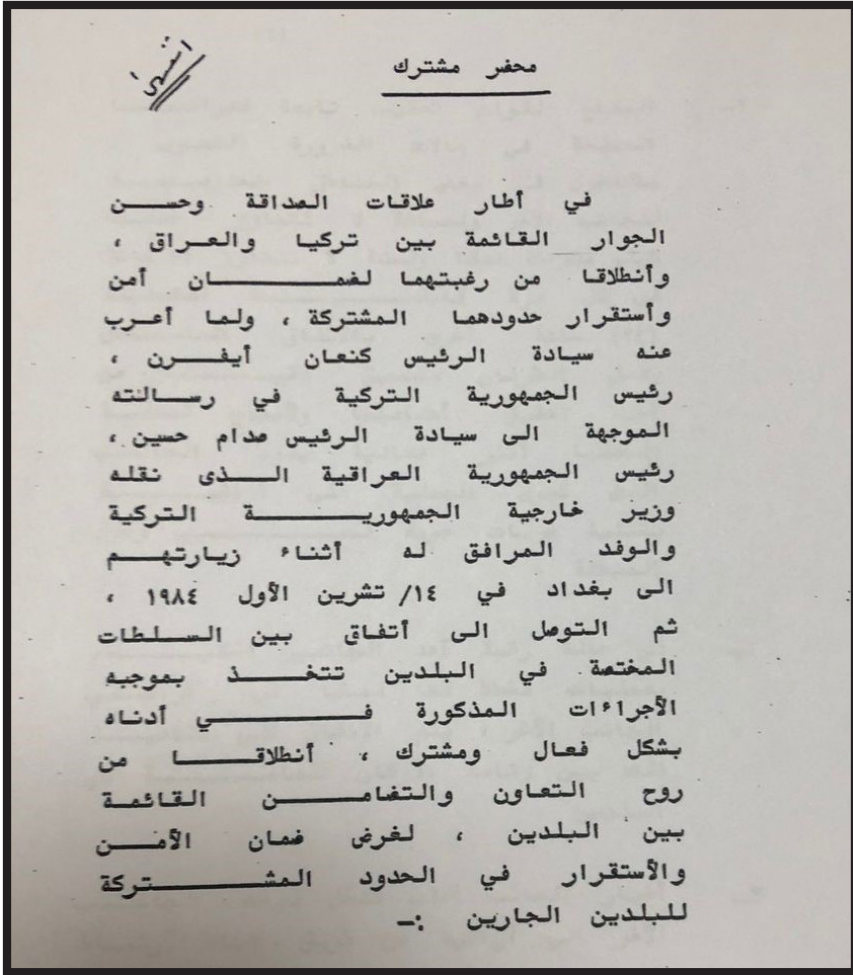 محضر مشترك
في أطار علاقات الصداقة وحسن
الجوار القائمة بين تركيا والعراق ،
وأنطلاقا من رغبتهما لضمان أمن
وأستقرار حدودهما المشتركة ، ولما أعرب
عنه سيادة الرئيس كنعان أيفرن ،
رئيس الجمهورية التركية في رسالته
الموجهة الى سيادة الرئيس صدام حسين ،
رئيس الجمهورية العراقية الذى نقله
وزير خارجية الجمهورية التركية
والوفد المرافق له أثناء زيارتهم
الى بغداد في ١٤/ تشرين الأول ١٩٨٤ ،
ثم التوصل الى أتفاق بين السلطات
المختصة في البلدين تتخذ بموجبه
الأجراءات المذكورة في أدناه
بشكل فعال ومشترك ، أنطلاقا من
روح التعاون والتضامن القائمة
بين البلدين ، لغرض ضمان الأمن
والأستقرار في الحدود المشتركة
للبلدين الجارين :-